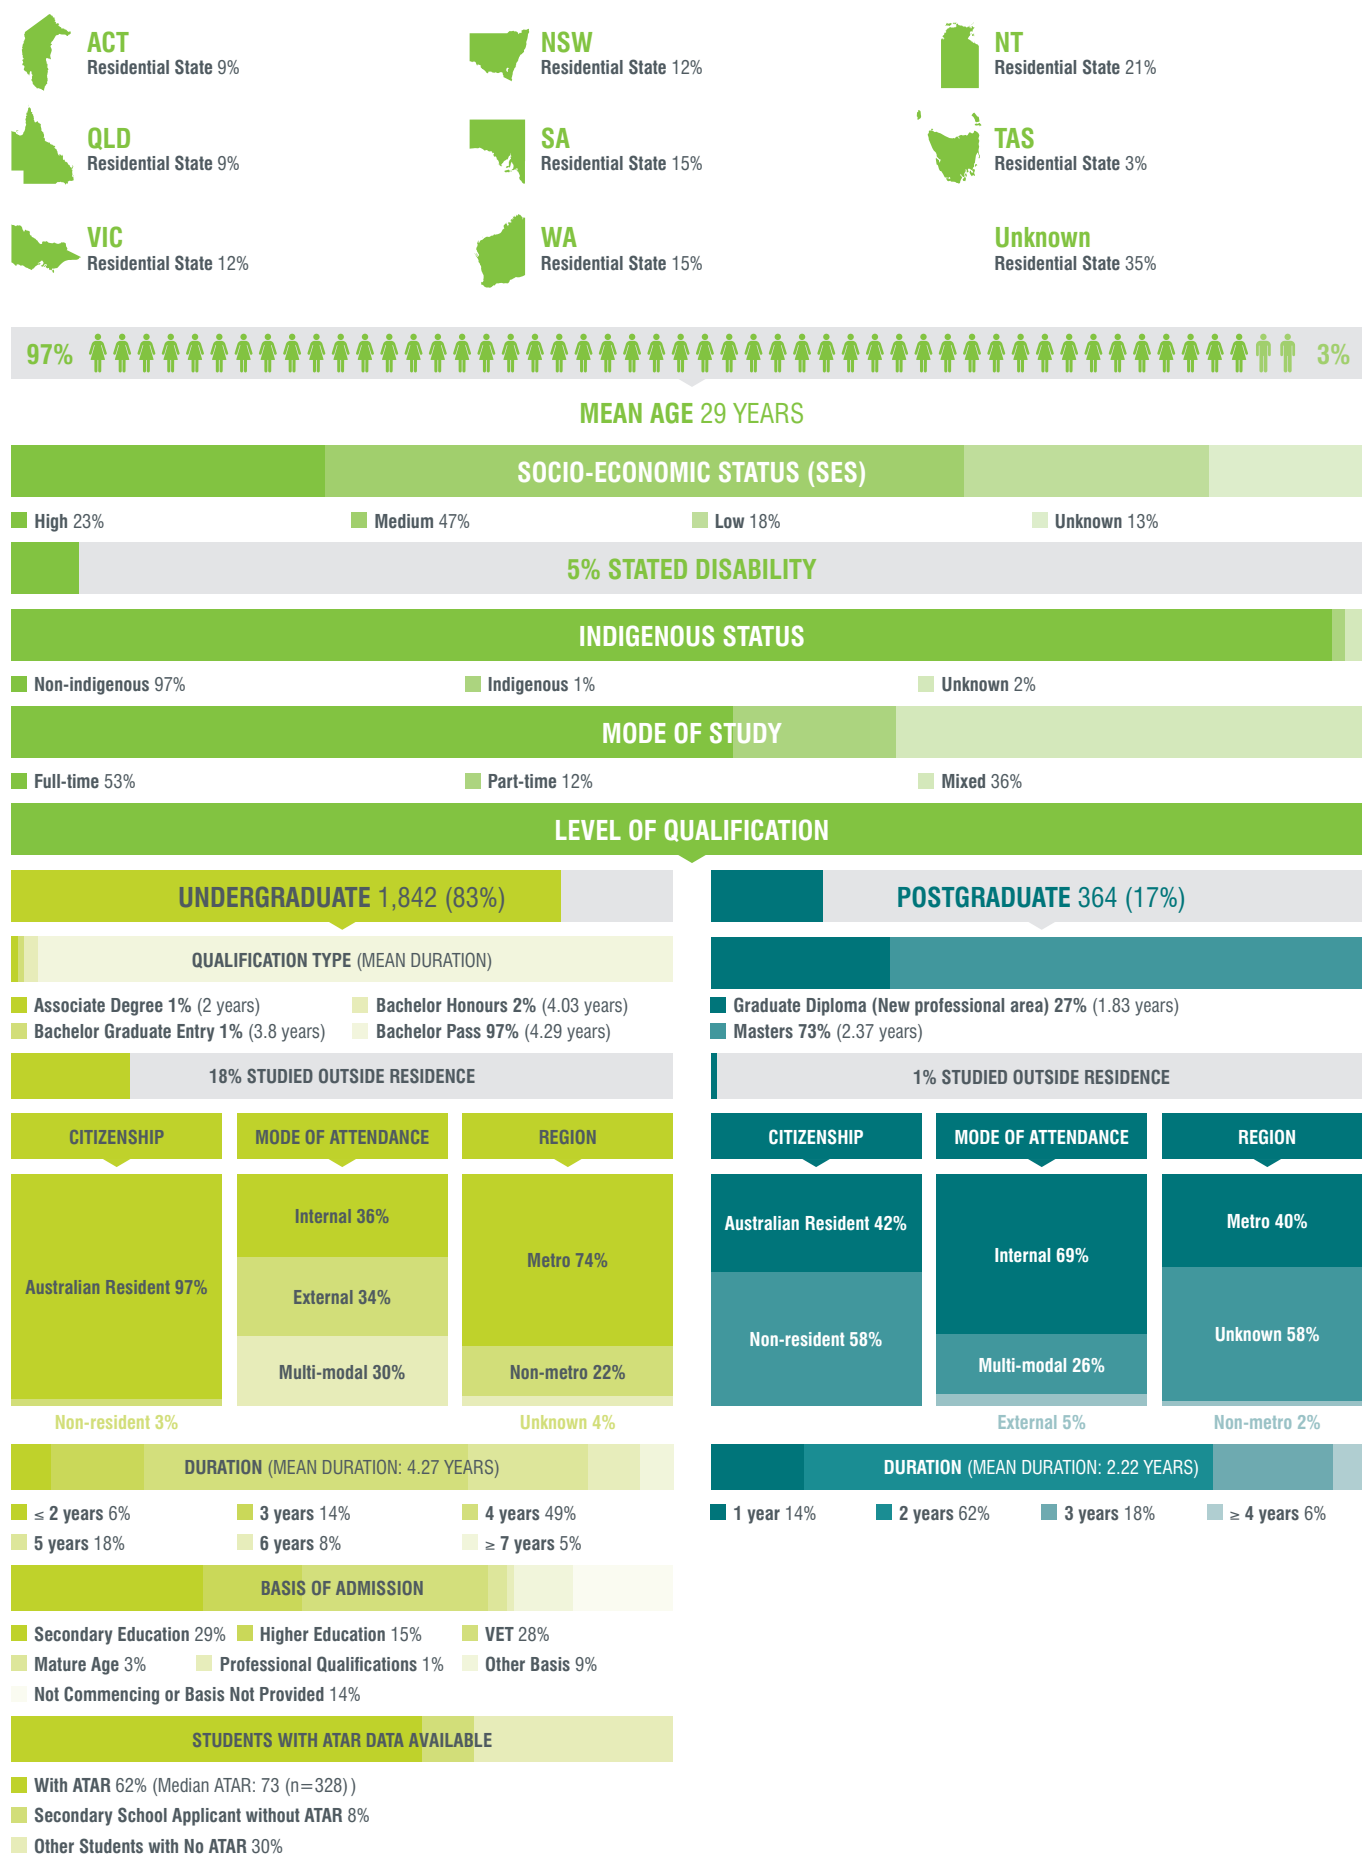 ACT
Residential State 9%
NSW
Residential State 12%
NT
Residential State 21%
QLD
Residential State 9%
SA
Residential State 15%
TAS
Residential State 3%
VIC
Residential State 12%
WA
Residential State 15%
Unknown
Residential State 35%
97% 3%
MEAN AGE 29 YEARS
SOCIO-ECONOMIC STATUS (SES)
High 23% Medium 47% Low 18% Unknown 13%
5% STATED DISABILITY
INDIGENOUS STATUS
Non-indigenous 97% Indigenous 1% Unknown 2%
MODE OF STUDY
Full-time 53% Part-time 12% Mixed 36%
LEVEL OF QUALIFICATION
UNDERGRADUATE 1,842 (83%)
QUALIFICATION TYPE (MEAN DURATION)
Associate Degree 1% (2 years) Bachelor Honours 2% (4.03 years)
Bachelor Graduate Entry 1% (3.8 years) Bachelor Pass 97% (4.29 years)
18% STUDIED OUTSIDE RESIDENCE
CITIZENSHIP
Australian Resident 97%
Non-resident 3%
MODE OF ATTENDANCE
Internal 36%
External 34%
Multi-modal 30%
REGION
Metro 74%
Non-metro 22%
Unknown 4%
DURATION (MEAN DURATION: 4.27 YEARS)
≤ 2 years 6% 3 years 14% 4 years 49%
5 years 18% 6 years 8% ≥ 7 years 5%
BASIS OF ADMISSION
Secondary Education 29% Higher Education 15% VET 28%
Mature Age 3% Professional Qualifications 1% Other Basis 9%
Not Commencing or Basis Not Provided 14%
STUDENTS WITH ATAR DATA AVAILABLE
With ATAR 62% (Median ATAR: 73 (n=328))
Secondary School Applicant without ATAR 8%
Other Students with No ATAR 30%
POSTGRADUATE 364 (17%)
Graduate Diploma (New professional area) 27% (1.83 years)
Masters 73% (2.37 years)
1% STUDIED OUTSIDE RESIDENCE
CITIZENSHIP
Australian Resident 42%
Non-resident 58%
MODE OF ATTENDANCE
Internal 69%
Multi-modal 26%
External 5%
REGION
Metro 40%
Unknown 58%
Non-metro 2%
DURATION (MEAN DURATION: 2.22 YEARS)
1 year 14% 2 years 62% 3 years 18% ≥ 4 years 6%